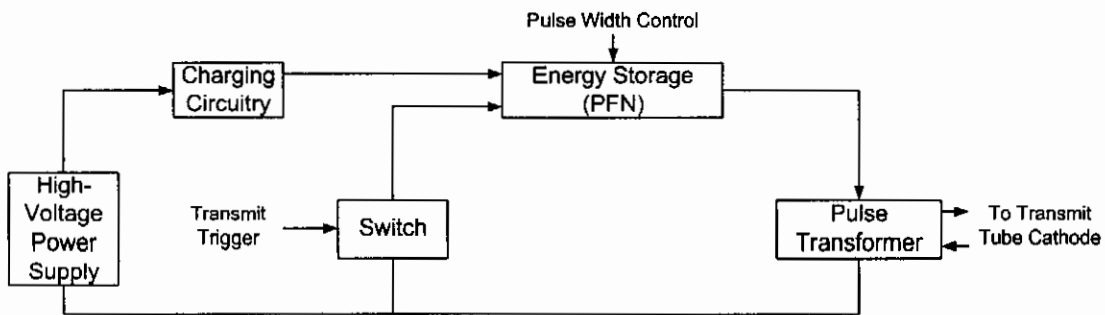 Pulse Width Control
Charging
Circuitry
Energy Storage
(PFN)
High-
Voltage
Power
Supply
Transmit
Trigger
Switch
Pulse
Transformer
To Transmit
Tube Cathode